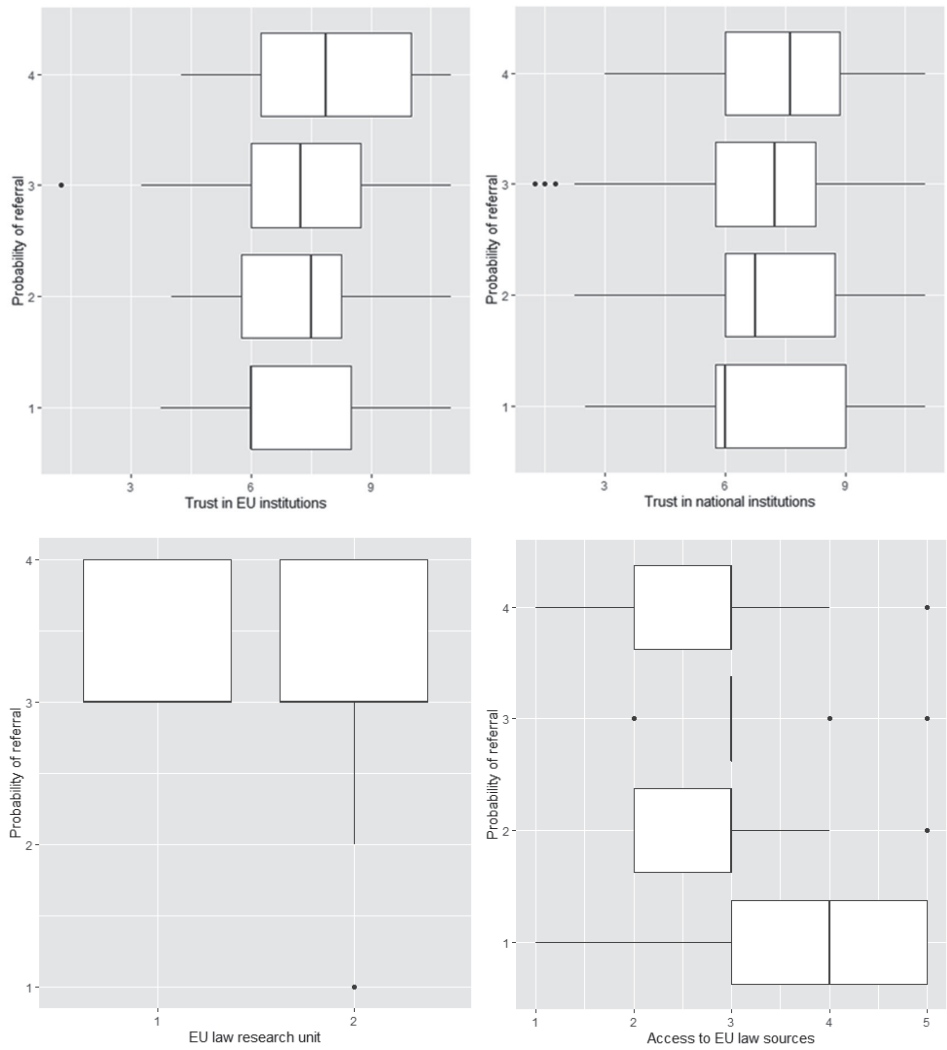 Probability of referral
4
3
2
1
3 6 9
Trust in EU institutions
Probability of referral
4
3
2
1
3 6 9
Trust in national institutions
Probability of referral
4
3
2
1
1 2
EU law research unit
Probability of referral
4
3
2
1
1 2 3 4 5
Access to EU law sources